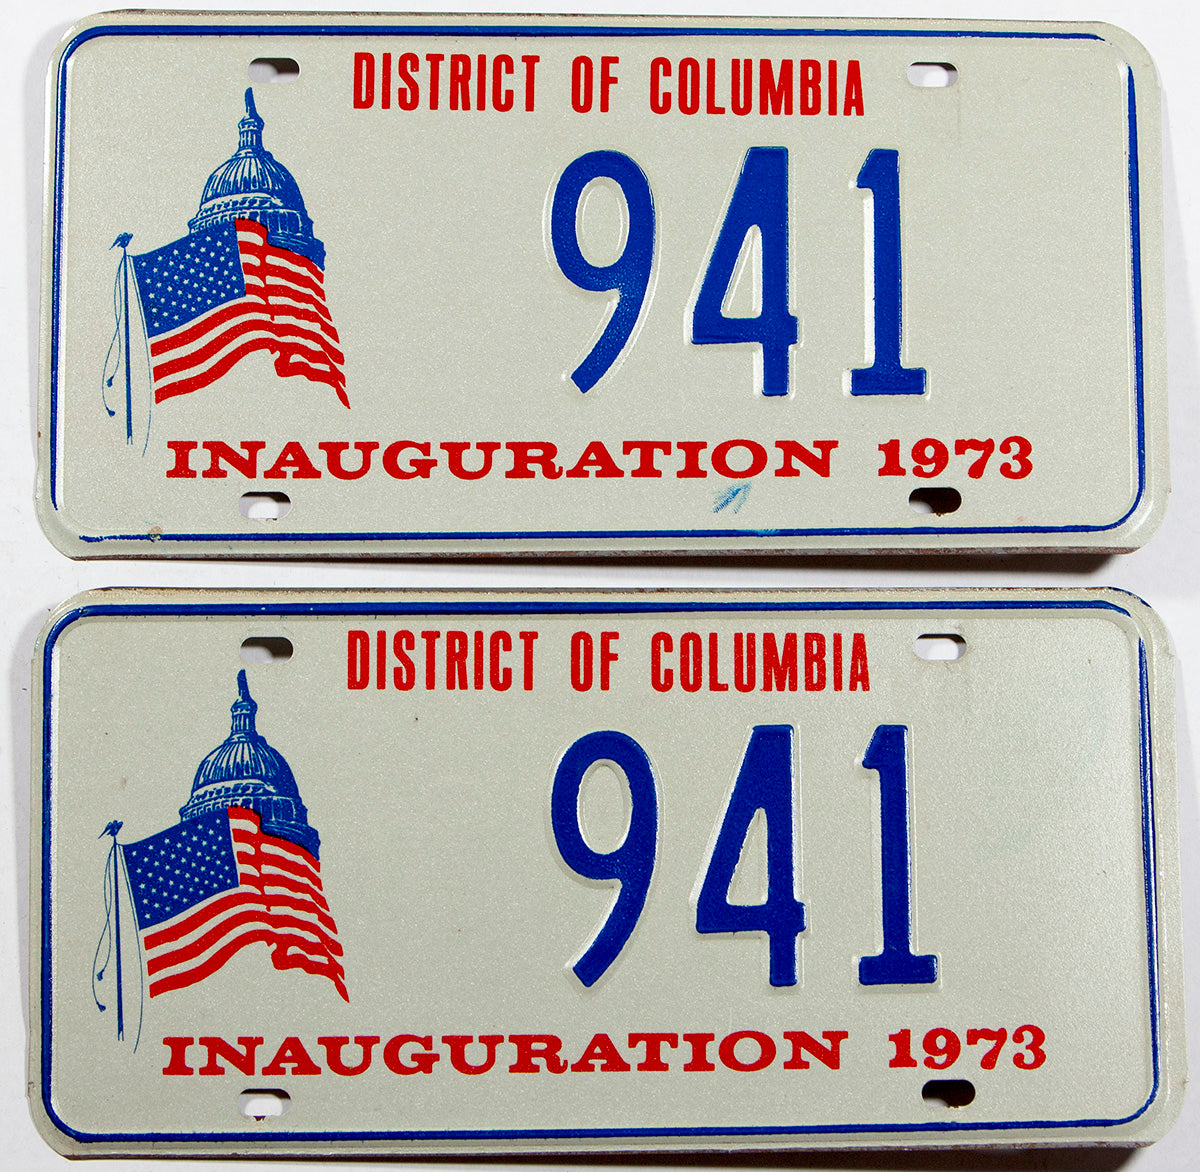 DISTRICT OF COLUMBIA
941
INAUGURATION 1973
DISTRICT OF COLUMBIA
941
INAUGURATION 1973